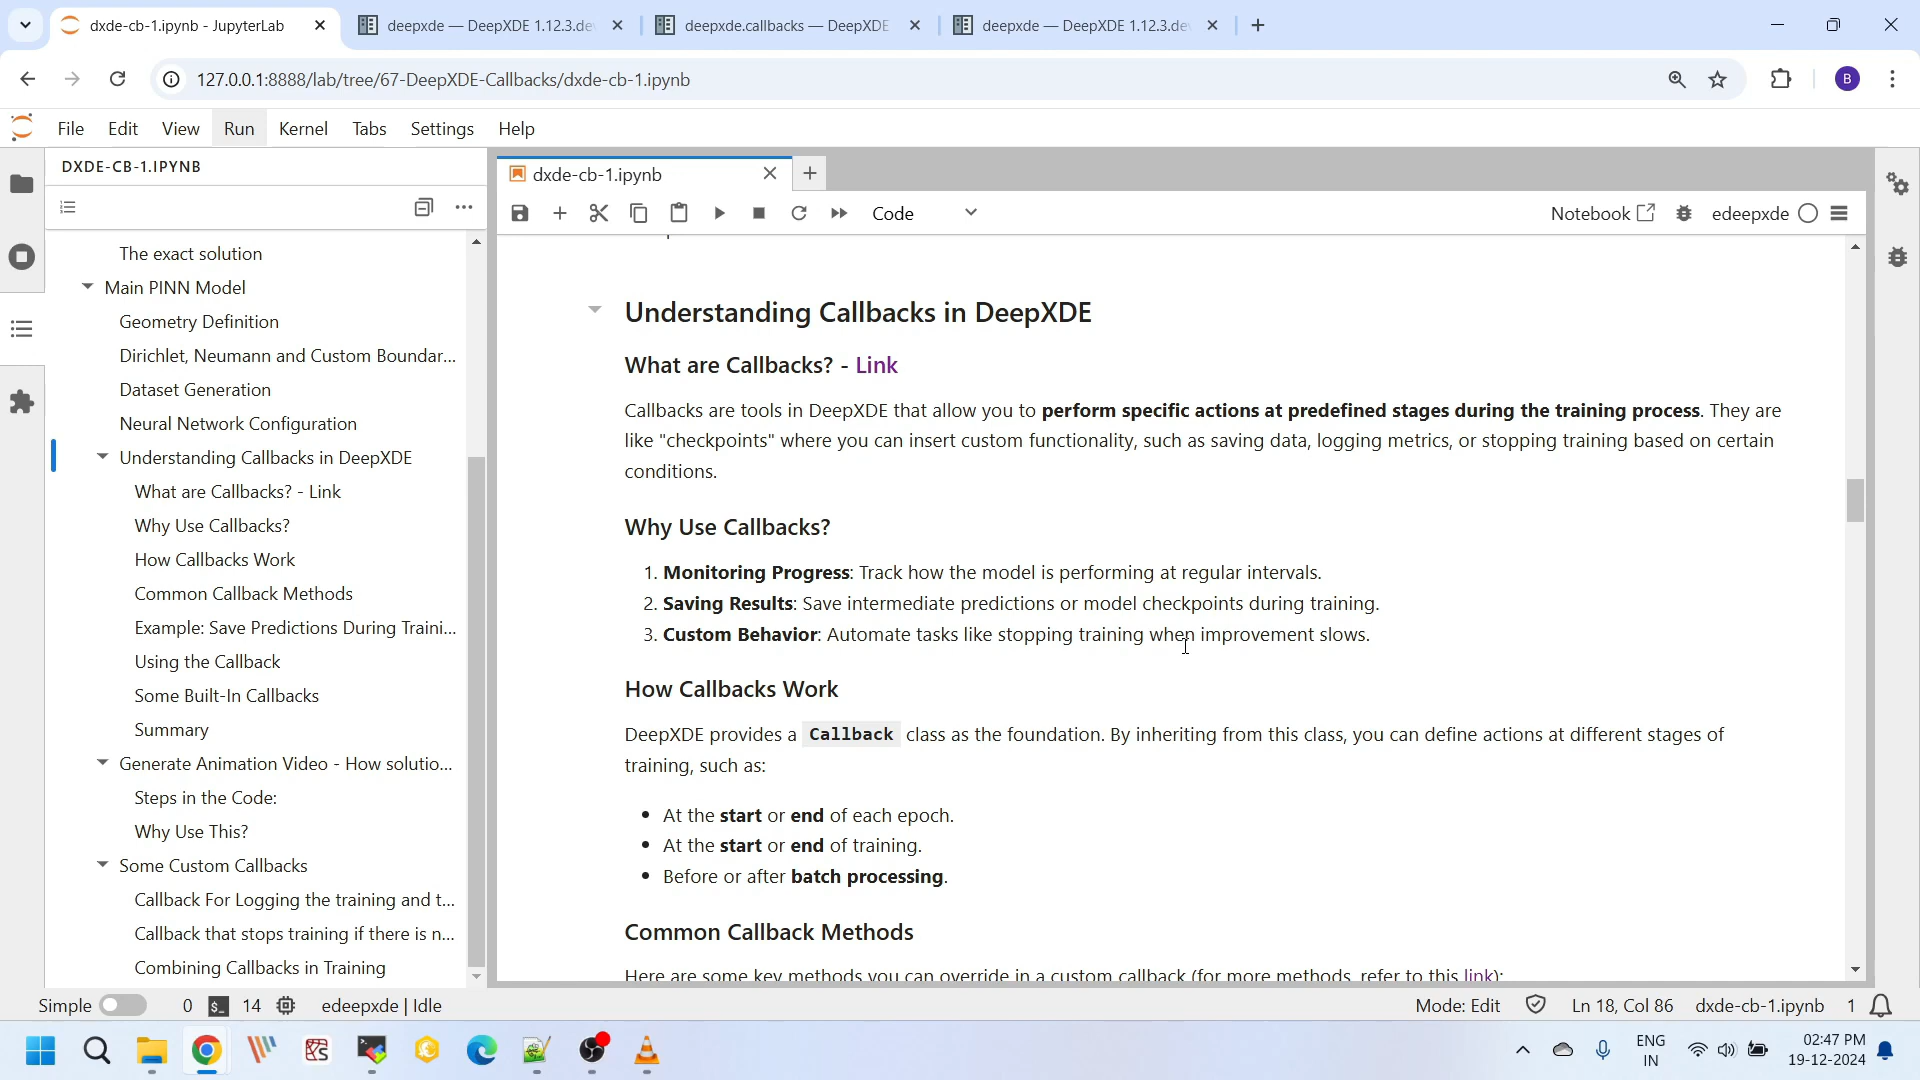 dxde-cb-1.ipynb - JupyterLab
deepxde — DeepXDE 1.12.3.de
deepxde.callbacks — DeepXDE
deepxde — DeepXDE 1.12.3.de
127.0.0.1:8888/lab/tree/67-DeepXDE-Callbacks/dxde-cb-1.ipynb
B
File Edit View Run Kernel Tabs Settings Help
DXDE-CB-1.IPYNB
The exact solution
Main PINN Model
Geometry Definition
Dirichlet, Neumann and Custom Boundar...
Dataset Generation
Neural Network Configuration
Understanding Callbacks in DeepXDE
What are Callbacks? - Link
Why Use Callbacks?
How Callbacks Work
Common Callback Methods
Example: Save Predictions During Traini...
Using the Callback
Some Built-In Callbacks
Summary
Generate Animation Video - How solutio...
Steps in the Code:
Why Use This?
Some Custom Callbacks
Callback For Logging the training and t...
Callback that stops training if there is n...
Combining Callbacks in Training
dxde-cb-1.ipynb
Code
Notebook
edeepxde
Understanding Callbacks in DeepXDE
What are Callbacks? - Link
Callbacks are tools in DeepXDE that allow you to perform specific actions at predefined stages during the training process. They are
like "checkpoints" where you can insert custom functionality, such as saving data, logging metrics, or stopping training based on certain
conditions.
Why Use Callbacks?
1. Monitoring Progress: Track how the model is performing at regular intervals.
2. Saving Results: Save intermediate predictions or model checkpoints during training.
3. Custom Behavior: Automate tasks like stopping training when improvement slows.
How Callbacks Work
DeepXDE provides a Callback class as the foundation. By inheriting from this class, you can define actions at different stages of
training, such as:
• At the start or end of each epoch.
• At the start or end of training.
• Before or after batch processing.
Common Callback Methods
Here are some key methods you can override in a custom callback (for more methods, refer to this link):
Simple 0 14 edeepxde | Idle
Mode: Edit Ln 18, Col 86 dxde-cb-1.ipynb 1
ENG
IN
02:47 PM
19-12-2024